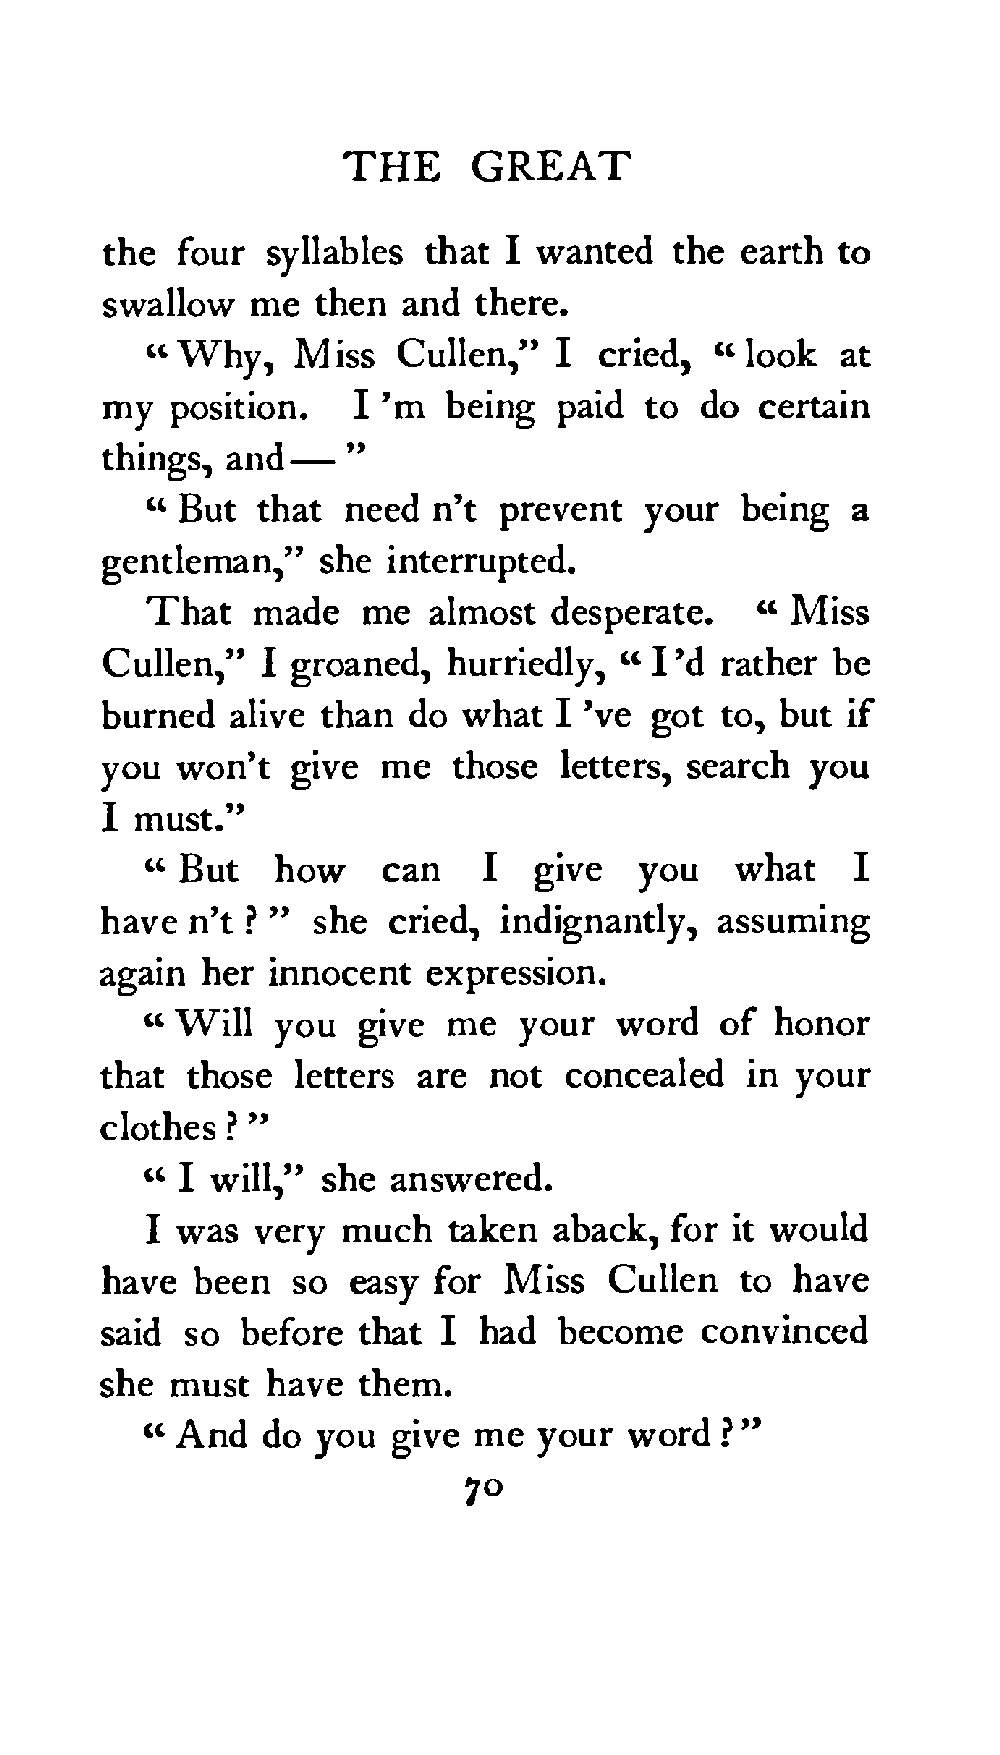 THE GREAT
the four syllables that I wanted the earth to
swallow me then and there.
“ Why, Miss Cullen,” I cried, “ look at
my position. I ’m being paid to do certain
things, and — ”
“ But that need n’t prevent your being a
gentleman,” she interrupted.
That made me almost desperate. “ Miss
Cullen,” I groaned, hurriedly, “ I ’d rather be
burned alive than do what I ’ve got to, but if
you won’t give me those letters, search you
I must.”
“ But how can I give you what I
have n’t ? ” she cried, indignantly, assuming
again her innocent expression.
“ Will you give me your word of honor
that those letters are not concealed in your
clothes ? ”
“ I will,” she answered.
I was very much taken aback, for it would
have been so easy for Miss Cullen to have
said so before that I had become convinced
she must have them.
“ And do you give me your word ? ”
70